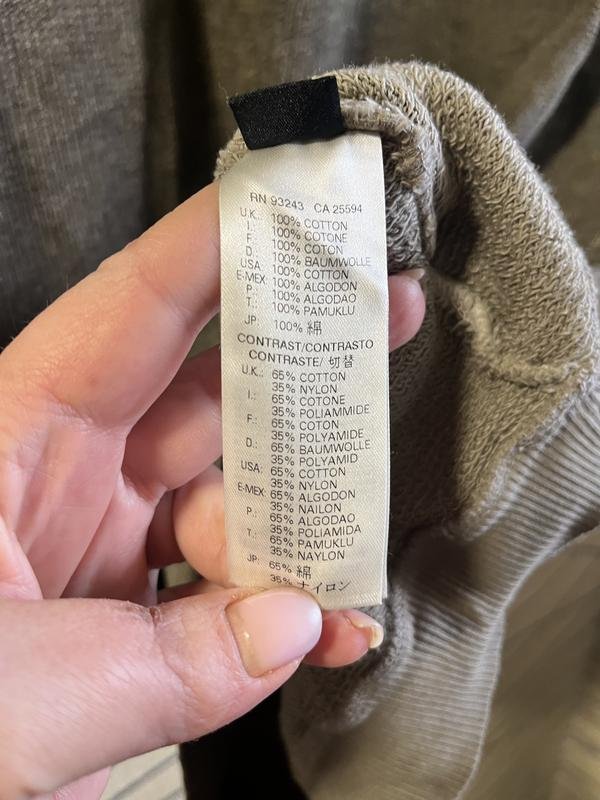 RN 93243 CA 25594
U.K.: 100% COTTON
I.: 100% COTONE
F.: 100% COTON
D.: 100% BAUMWOLLE
USA: 100% COTTON
E-MEX: 100% ALGODON
P.: 100% ALGODAO
T.: 100% PAMUKLU
JP: 100% 綿
CONTRAST/CONTRASTO
CONTRASTE/ 切替
U.K.: 65% COTTON
35% NYLON
I.: 65% COTONE
35% POLIAMMIDE
F.: 65% COTON
35% POLYAMIDE
D.: 65% BAUMWOLLE
35% POLYAMID
USA: 65% COTTON
35% NYLON
E-MEX: 65% ALGODON
35% NAILON
P.: 65% ALGODAO
35% POLIAMIDA
T.: 65% PAMUKLU
35% NAYLON
JP: 65% 綿
35% ナイロン